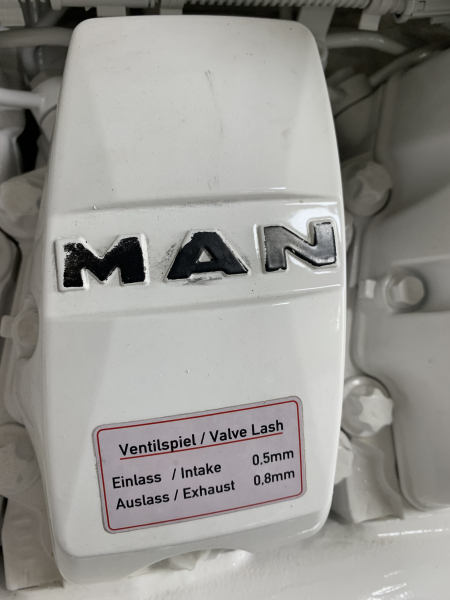 MAN
Ventilspiel / Valve Lash
Einlass / Intake 0.5mm
Auslass / Exhaust 0,8mm